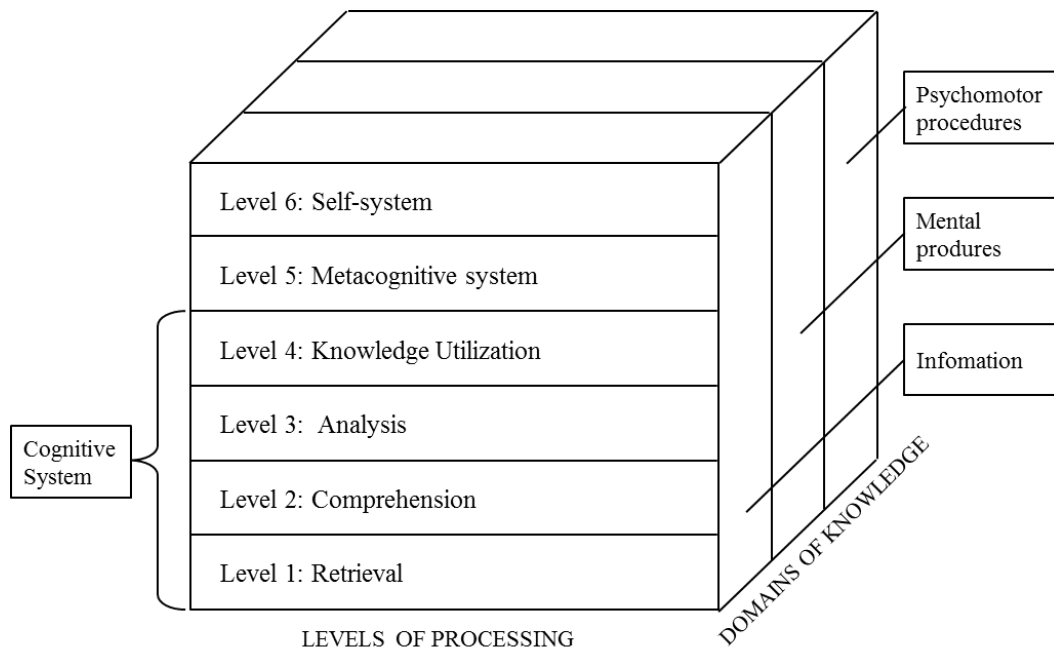 Psychomotor
procedures
Level 6: Self-system
Mental
produres
Level 5: Metacognitive system
Level 4: Knowledge Utilization
Infomation
Level 3: Analysis
Cognitive
System
Level 2: Comprehension
Level 1: Retrieval
DOMAINS OF KNOWLEDGE
LEVELS OF PROCESSING